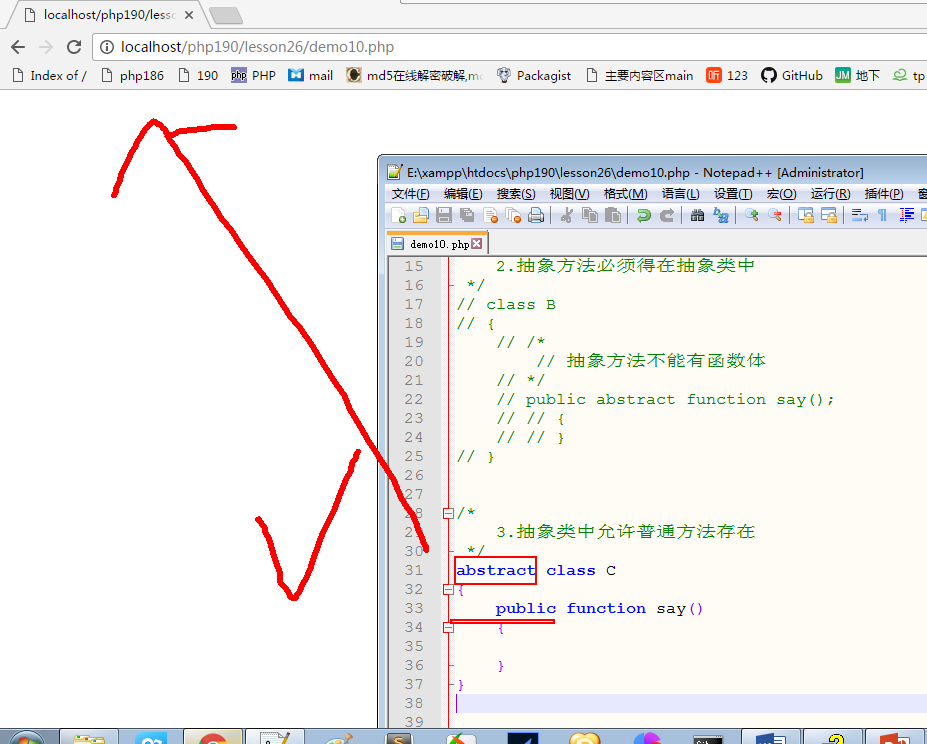 localhost/php190/less
localhost/php190/lesson26/demo10.php
Index of / php186 190 PHP mail md5在线解密破解,mc Packagist 主要内容区main 123 GitHub 地下 tp
E:\xampp\htdocs\php190\lesson26\demo10.php - Notepad++ [Administrator]
文件(F) 编辑(E) 搜索(S) 视图(V) 格式(M) 语言(L) 设置(T) 宏(O) 运行(R) 插件(P)
demo10.php
15 2.抽象方法必须得在抽象类中
16 */
17 // class B
18 // {
19 // /*
20 // 抽象方法不能有函数体
21 // */
22 // public abstract function say();
23 // // {
24 // // }
25 // }
26
27
28 /*
29 3.抽象类中允许普通方法存在
30 */
31 abstract class C
32 {
33 public function say()
34 {
35
36 }
37 }
38
39